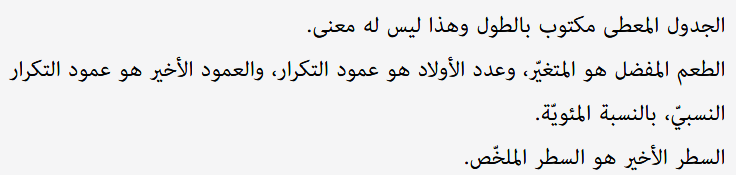 الجدول المعطى مكتوب بالطول وهذا ليس له معنى.
الطعم المفضل هو المتغيّر، وعدد الأولاد هو عمود التكرار، والعمود الأخير هو عمود التكرار
النسبيّ، بالنسبة المئويّة.
السطر الأخير هو السطر الملخّص.